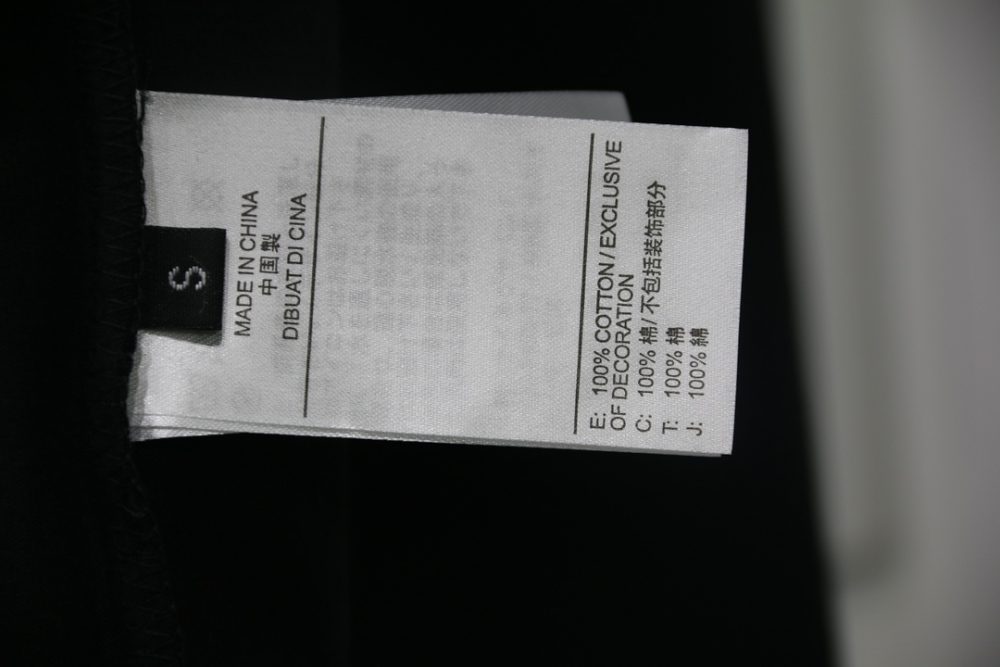 S
MADE IN CHINA
中国製
DIBUAT DI CINA
E: 100% COTTON / EXCLUSIVE
OF DECORATION
C: 100% 棉 / 不包括装饰部分
T: 100% 棉
J: 100% 綿